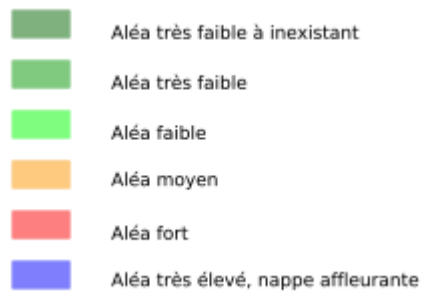 Aléa très faible à inexistant
Aléa très faible
Aléa faible
Aléa moyen
Aléa fort
Aléa très élevé, nappe affleurante